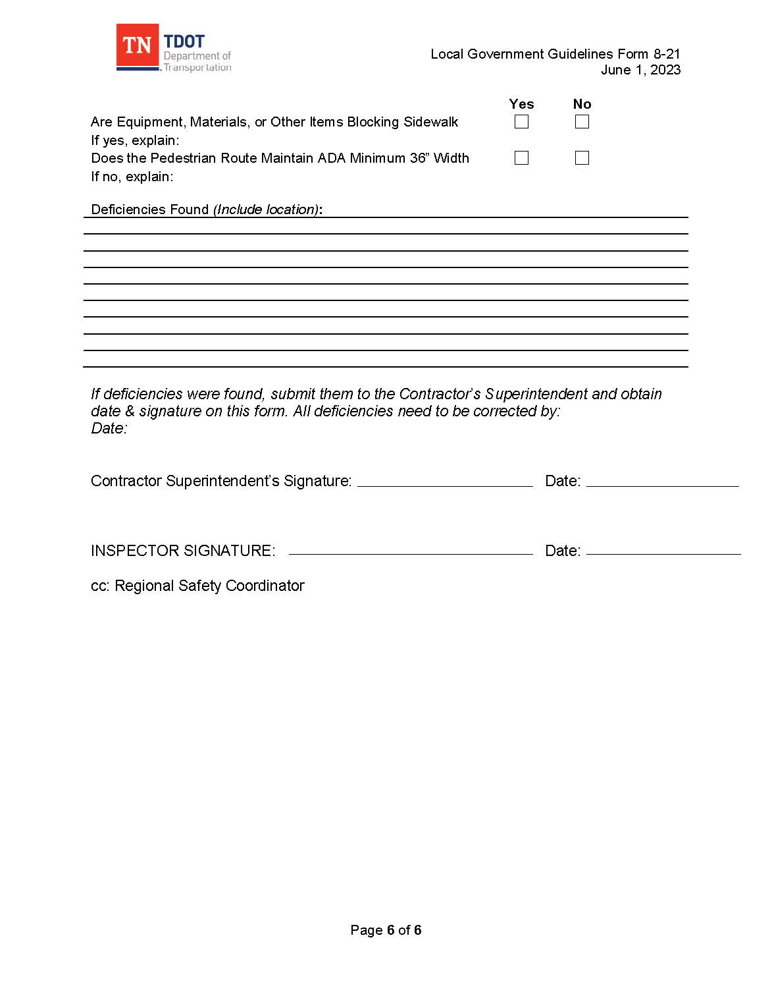 TN TDOT
Department of
Transportation
Local Government Guidelines Form 8-21
June 1, 2023
Yes No
Are Equipment, Materials, or Other Items Blocking Sidewalk ☐ ☐
If yes, explain:
Does the Pedestrian Route Maintain ADA Minimum 36” Width ☐ ☐
If no, explain:
Deficiencies Found (Include location):
If deficiencies were found, submit them to the Contractor’s Superintendent and obtain
date & signature on this form. All deficiencies need to be corrected by:
Date:
Contractor Superintendent’s Signature: Date:
INSPECTOR SIGNATURE: Date:
cc: Regional Safety Coordinator
Page 6 of 6